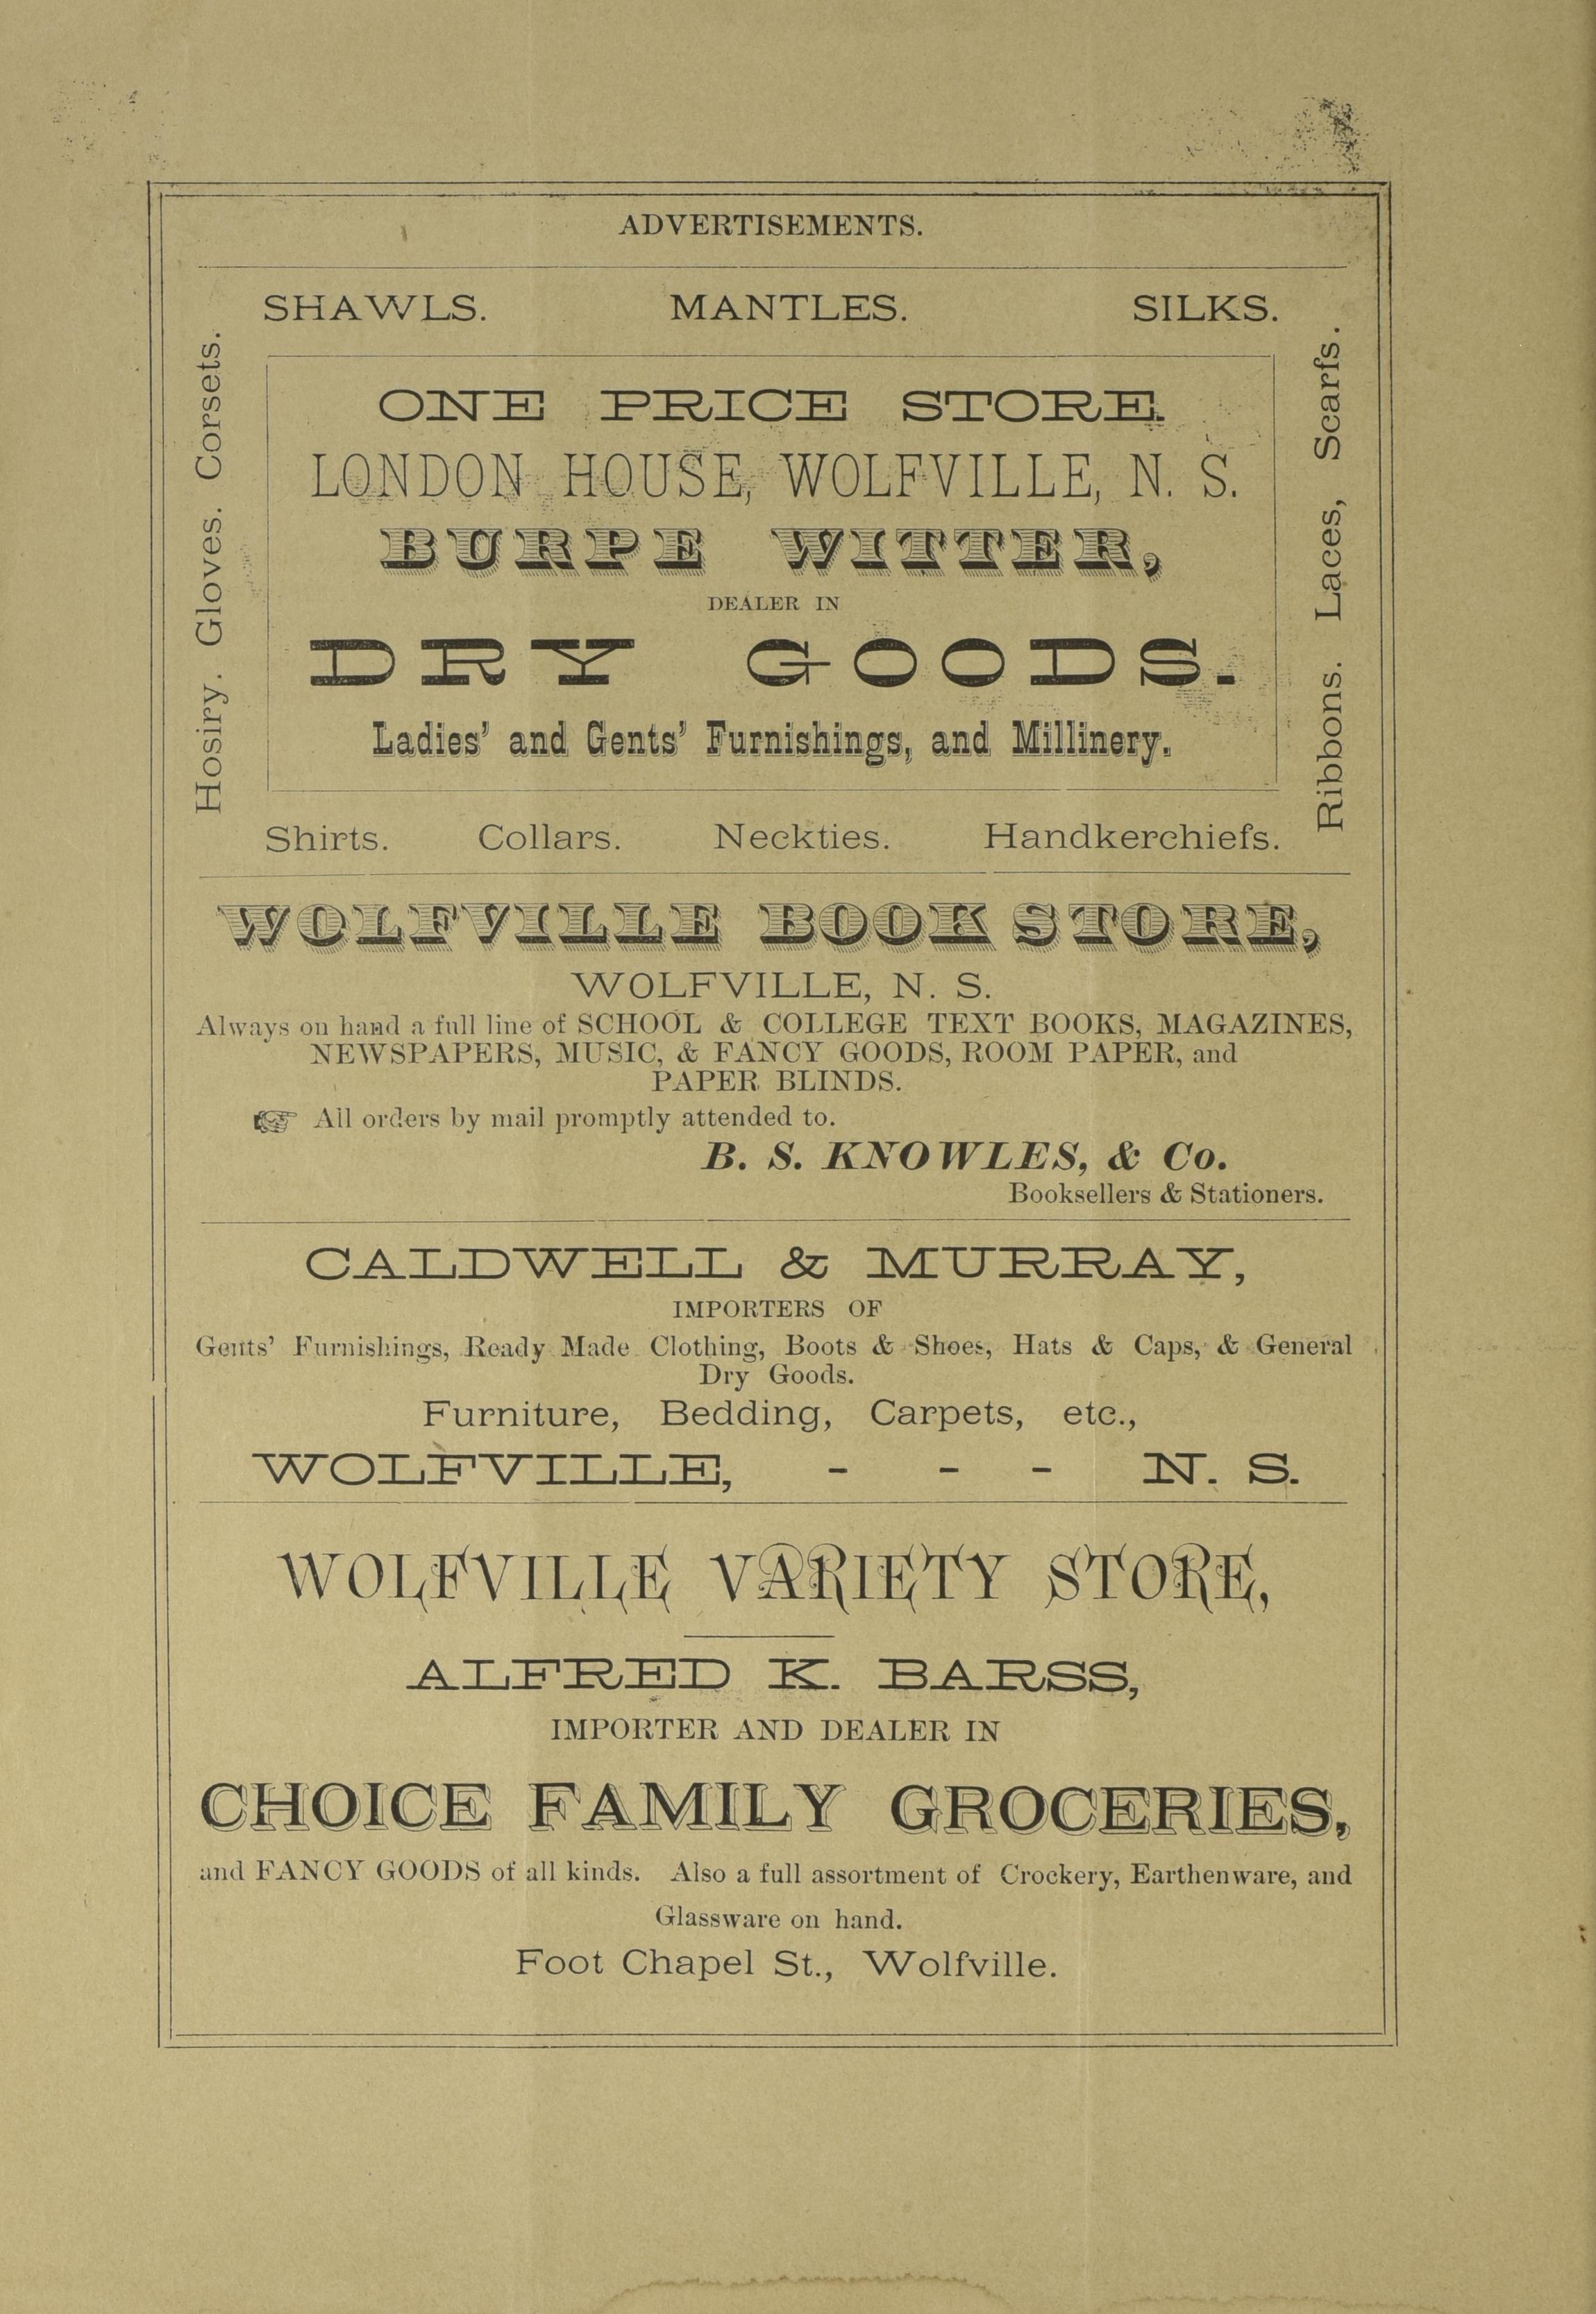 ADVERTISEMENTS.
SHAWLS. MANTLES. SILKS.
Hosiry. Gloves. Corsets.
ONE PRICE STORE.
LONDON HOUSE, WOLFVILLE, N. S.
BURPE WITTER,
DEALER IN
DRY GOODS.
Ladies' and Gents' Furnishings, and Millinery.
Ribbons. Laces, Scarfs.
Shirts. Collars. Neckties. Handkerchiefs.
WOLFVILLE BOOK STORE,
WOLFVILLE, N. S.
Always on hand a full line of SCHOOL & COLLEGE TEXT BOOKS, MAGAZINES,
NEWSPAPERS, MUSIC, & FANCY GOODS, ROOM PAPER, and
PAPER BLINDS.
☞ All orders by mail promptly attended to.
B. S. KNOWLES, & Co.
Booksellers & Stationers.
CALDWELL & MURRAY,
IMPORTERS OF
Gents' Furnishings, Ready Made Clothing, Boots & Shoes, Hats & Caps, & General
Dry Goods.
Furniture, Bedding, Carpets, etc.,
WOLFVILLE, - - - N. S.
WOLFVILLE VARIETY STORE,
ALFRED K. BARSS,
IMPORTER AND DEALER IN
CHOICE FAMILY GROCERIES,
and FANCY GOODS of all kinds. Also a full assortment of Crockery, Earthenware, and
Glassware on hand.
Foot Chapel St., Wolfville.